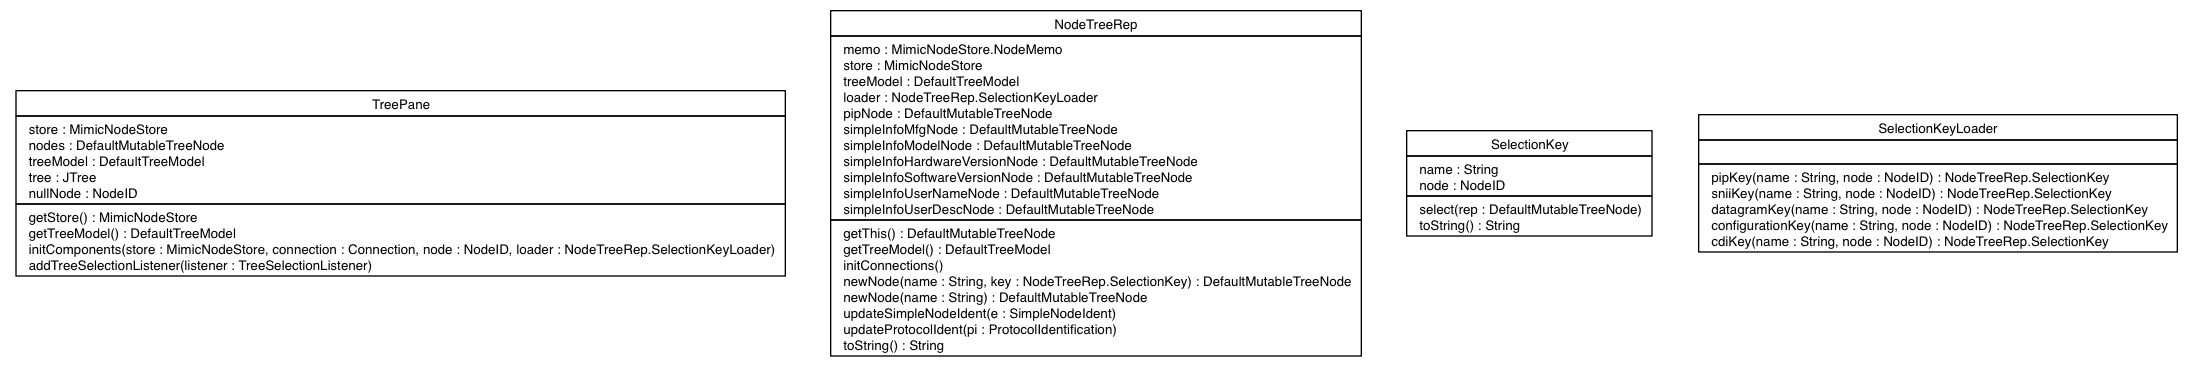 TreePane
store : MimicNodeStore
nodes : DefaultMutableTreeNode
treeModel : DefaultTreeModel
tree : JTree
nullNode : NodeID
getStore() : MimicNodeStore
getTreeModel() : DefaultTreeModel
initComponents(store : MimicNodeStore, connection : Connection, node : NodeID, loader : NodeTreeRep.SelectionKeyLoader)
addTreeSelectionListener(listener : TreeSelectionListener)
NodeTreeRep
memo : MimicNodeStore.NodeMemo
store : MimicNodeStore
treeModel : DefaultTreeModel
loader : NodeTreeRep.SelectionKeyLoader
pipNode : DefaultMutableTreeNode
simpleInfoMfgNode : DefaultMutableTreeNode
simpleInfoModelNode : DefaultMutableTreeNode
simpleInfoHardwareVersionNode : DefaultMutableTreeNode
simpleInfoSoftwareVersionNode : DefaultMutableTreeNode
simpleInfoUserNameNode : DefaultMutableTreeNode
simpleInfoUserDescNode : DefaultMutableTreeNode
getThis() : DefaultMutableTreeNode
getTreeModel() : DefaultTreeModel
initConnections()
newNode(name : String, key : NodeTreeRep.SelectionKey) : DefaultMutableTreeNode
newNode(name : String) : DefaultMutableTreeNode
updateSimpleNodeIdent(e : SimpleNodeIdent)
updateProtocolIdent(pi : ProtocolIdentification)
toString() : String
SelectionKey
name : String
node : NodeID
select(rep : DefaultMutableTreeNode)
toString() : String
SelectionKeyLoader
pipKey(name : String, node : NodeID) : NodeTreeRep.SelectionKey
sniiKey(name : String, node : NodeID) : NodeTreeRep.SelectionKey
datagramKey(name : String, node : NodeID) : NodeTreeRep.SelectionKey
configurationKey(name : String, node : NodeID) : NodeTreeRep.SelectionKey
cdiKey(name : String, node : NodeID) : NodeTreeRep.SelectionKey